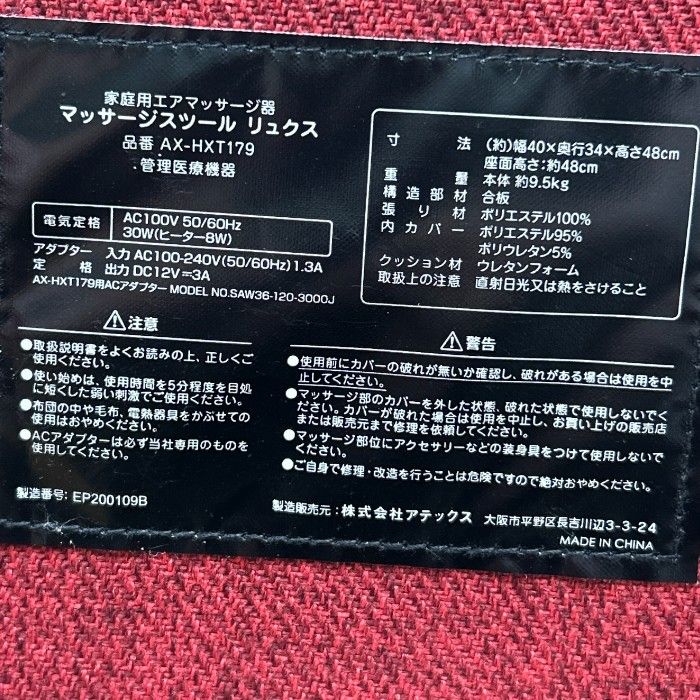 家庭用エアマッサージ器
マッサージスツール リュクス
品番 AX-HXT179
管理医療機器
電気定格 AC100V 50/60Hz
30W(ヒーター8W)
アダプター 入力 AC100-240V(50/60Hz)1.3A
定格 出力 DC12V⎓3A
AX-HXT179用ACアダプター MODEL NO.SAW36-120-3000J
寸法 (約)幅40×奥行34×高さ48cm
座面高さ:約48cm
重量 本体 約9.5kg
構造部材 合板
張り材 ポリエステル100%
内カバー ポリエステル95%
ポリウレタン5%
クッション材 ウレタンフォーム
取扱上の注意 直射日光又は熱をさけること
⚠注意
●取扱説明書をよくお読みの上、正しくご
使用ください。
●使い始めは、使用時間を5分程度を目処
に短くした弱い刺激でご使用ください。
●布団の中や毛布、電熱器具をかぶせての
使用はおやめください。
●ACアダプターは必ず当社専用のものを
使用してください。
製造番号: EP200109B
⚠警告
●使用前にカバーの破れが無いか確認し、破れがある場合は使用を中
止してください。
●マッサージ部のカバーを外した状態、破れた状態で使用しないでく
ださい。カバーが破れた場合は使用を中止し、お買い上げの販売店
または販売元まで修理を依頼してください。
●マッサージ部位にアクセサリーなどの装身具をつけて使用しないで
ください。
●ご自身で修理・改造を行うことは危険ですので絶対おやめください。
製造販売元:株式会社アテックス 大阪市平野区長吉川辺3-3-24
MADE IN CHINA